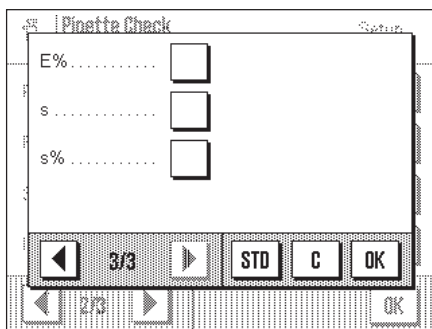 Pipette Check Setup
E%...........
s............
s%...........
3/3 STD C OK
2/3 OK